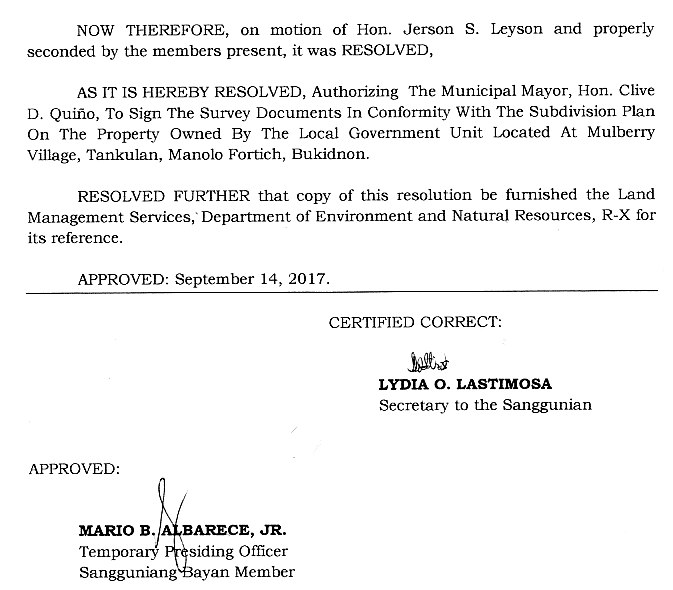 NOW THEREFORE, on motion of Hon. Jerson S. Leyson and properly
seconded by the members present, it was RESOLVED,
AS IT IS HEREBY RESOLVED, Authorizing The Municipal Mayor, Hon. Clive
D. Quiño, To Sign The Survey Documents In Conformity With The Subdivision Plan
On The Property Owned By The Local Government Unit Located At Mulberry
Village, Tankulan, Manolo Fortich, Bukidnon.
RESOLVED FURTHER that copy of this resolution be furnished the Land
Management Services, Department of Environment and Natural Resources, R-X for
its reference.
APPROVED: September 14, 2017.
CERTIFIED CORRECT:
LYDIA O. LASTIMOSA
Secretary to the Sanggunian
APPROVED:
MARIO B. ALBARECE, JR.
Temporary Presiding Officer
Sangguniang Bayan Member